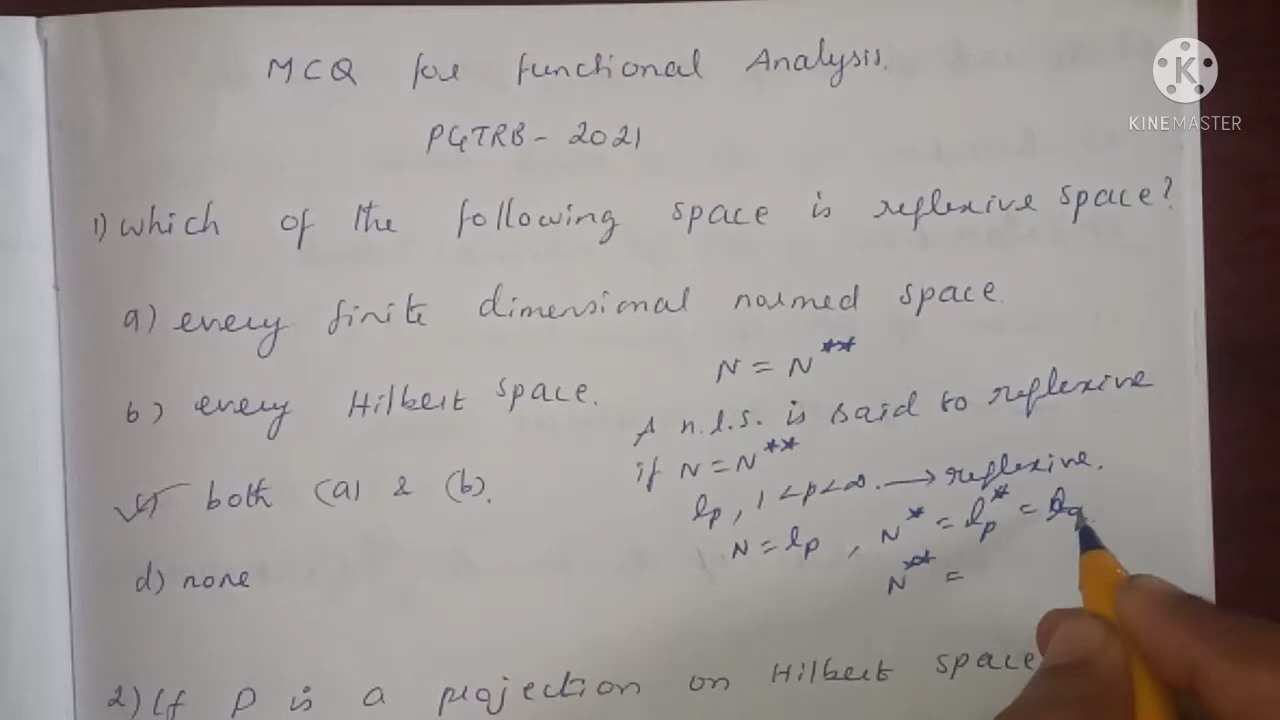 MCQ for functional Analysis.
PGTRB - 2021
KINEMASTER
1) which of the following space is reflexive space?
a) every finite dimensional normed space.
b) every Hilbert space.
both (a) & (b).
d) none
N = N**
A n.l.s. is said to reflexive
if N = N**
lp, 1 < p < ∞. → reflexive.
N = lp, N* = lp* = lq
N** =
2) If P is a projection on Hilbert space